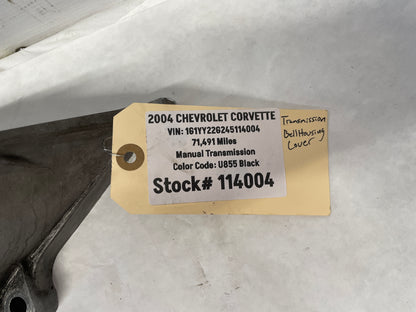 2004 CHEVROLET CORVETTE
VIN: 1G1YY22G245114004
71,491 Miles
Manual Transmission
Color Code: U855 Black
Stock# 114004
Transmission
BellHousing
Cover